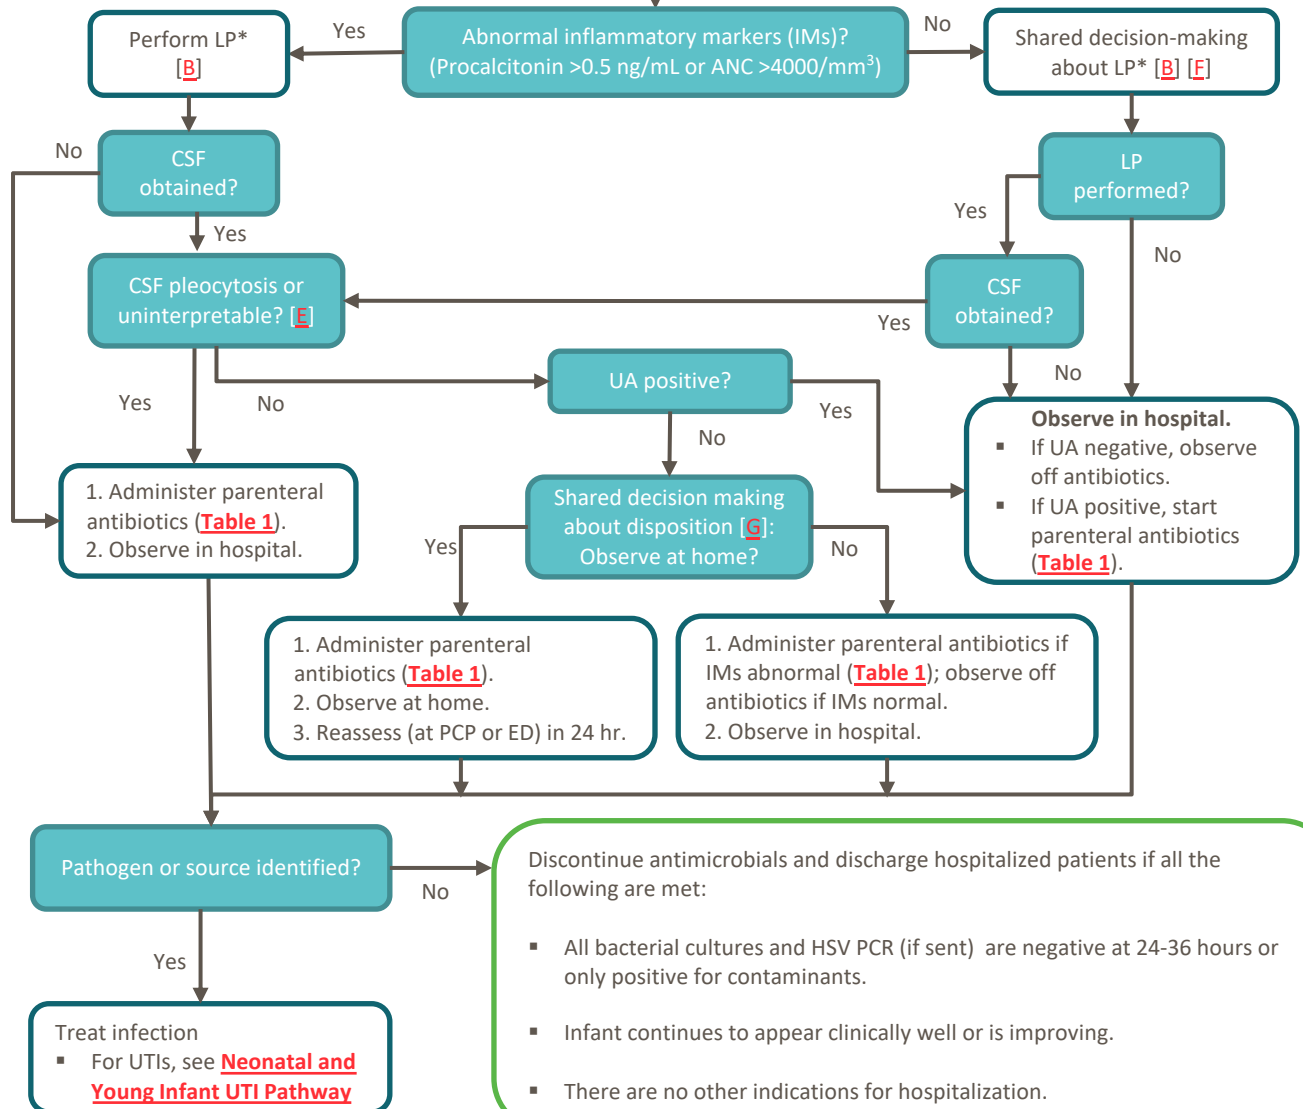 Perform LP*
[B]
Yes
Abnormal inflammatory markers (IMs)?
(Procalcitonin >0.5 ng/mL or ANC >4000/mm³)
No
Shared decision-making
about LP* [B] [F]
No
CSF
obtained?
LP
performed?
Yes
Yes
No
CSF pleocytosis or
uninterpretable? [E]
CSF
obtained?
Yes
No
Yes
No
UA positive?
Yes
No
Observe in hospital.
▪ If UA negative, observe
off antibiotics.
▪ If UA positive, start
parenteral antibiotics
(Table 1).
1. Administer parenteral
antibiotics (Table 1).
2. Observe in hospital.
Shared decision making
about disposition [G]:
Observe at home?
Yes
No
1. Administer parenteral
antibiotics (Table 1).
2. Observe at home.
3. Reassess (at PCP or ED) in 24 hr.
1. Administer parenteral antibiotics if
IMs abnormal (Table 1); observe off
antibiotics if IMs normal.
2. Observe in hospital.
Pathogen or source identified?
No
Yes
Discontinue antimicrobials and discharge hospitalized patients if all the
following are met:
▪ All bacterial cultures and HSV PCR (if sent) are negative at 24-36 hours or
only positive for contaminants.
▪ Infant continues to appear clinically well or is improving.
▪ There are no other indications for hospitalization.
Treat infection
▪ For UTIs, see Neonatal and
Young Infant UTI Pathway